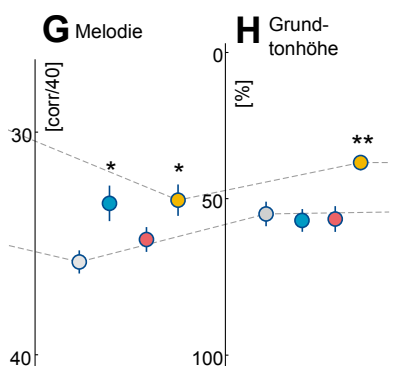 G Melodie
[corr/40]
30
*
*
40
H Grund-
tonhöhe
0
[%]
**
50
100